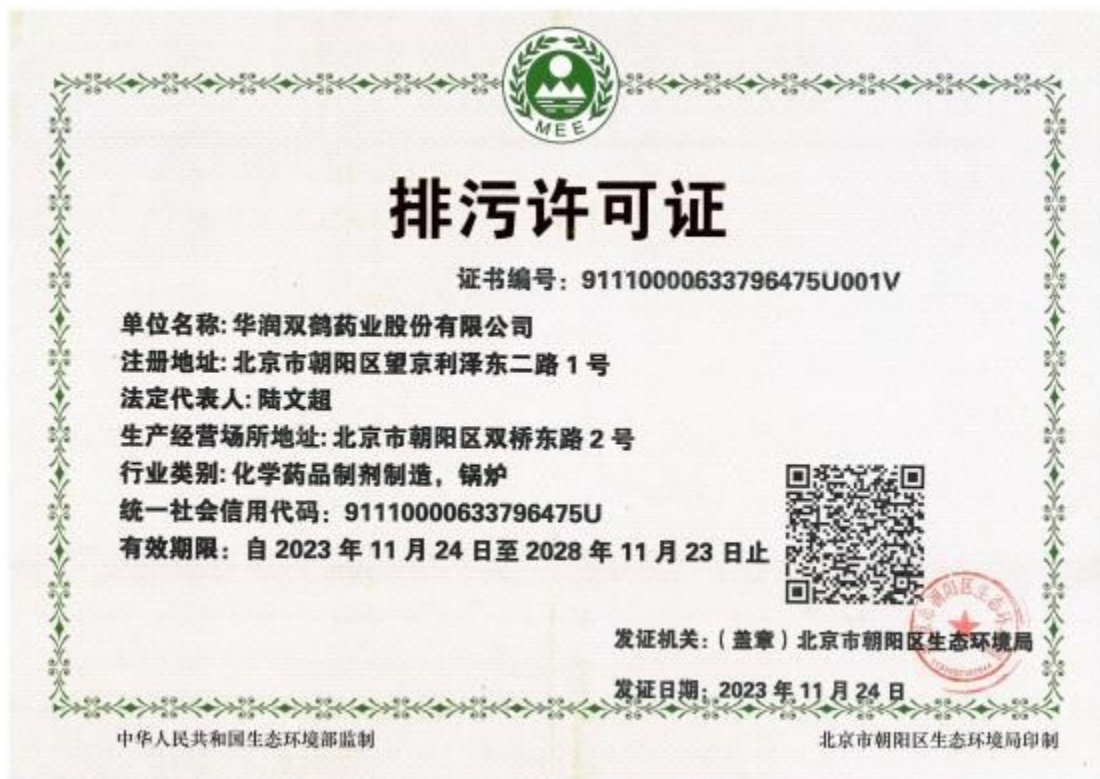 MEE
排污许可证
证书编号：91110000633796475U001V
单位名称:华润双鹤药业股份有限公司
注册地址:北京市朝阳区望京利泽东二路1号
法定代表人:陆文超
生产经营场所地址:北京市朝阳区双桥东路2号
行业类别:化学药品制剂制造，锅炉
统一社会信用代码：91110000633796475U
有效期限：自2023年11月24日至2028年11月23日止
发证机关：（盖章）北京市朝阳区生态环境局
发证日期：2023年11月24日
中华人民共和国生态环境部监制
北京市朝阳区生态环境局印制